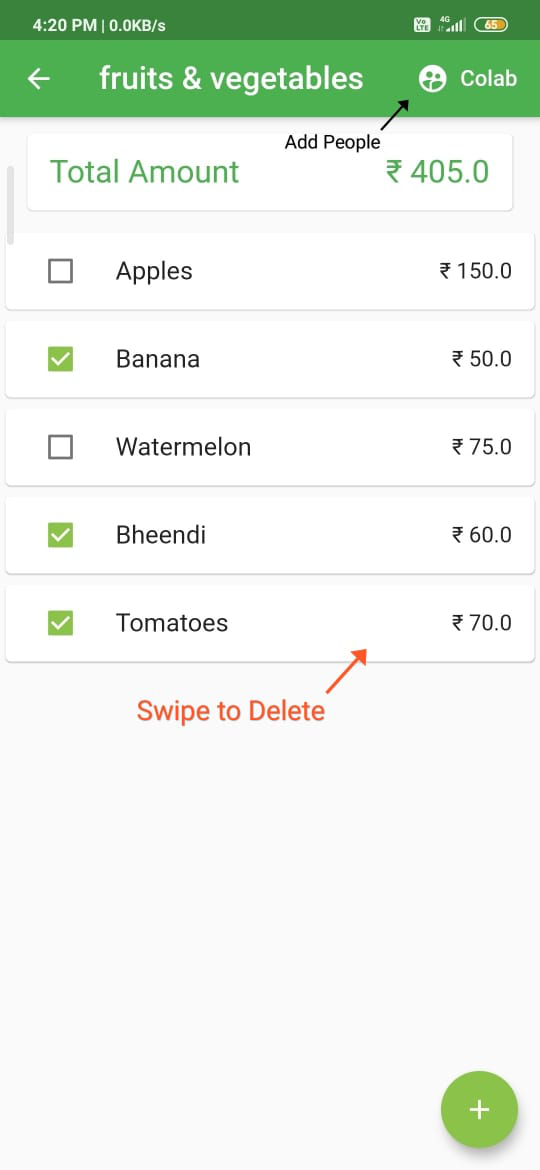 4:20 PM | 0.0KB/s Vo LTE 4G 65
fruits & vegetables Colab
Add People
Total Amount ₹ 405.0
Apples ₹ 150.0
Banana ₹ 50.0
Watermelon ₹ 75.0
Bheendi ₹ 60.0
Tomatoes ₹ 70.0
Swipe to Delete
+